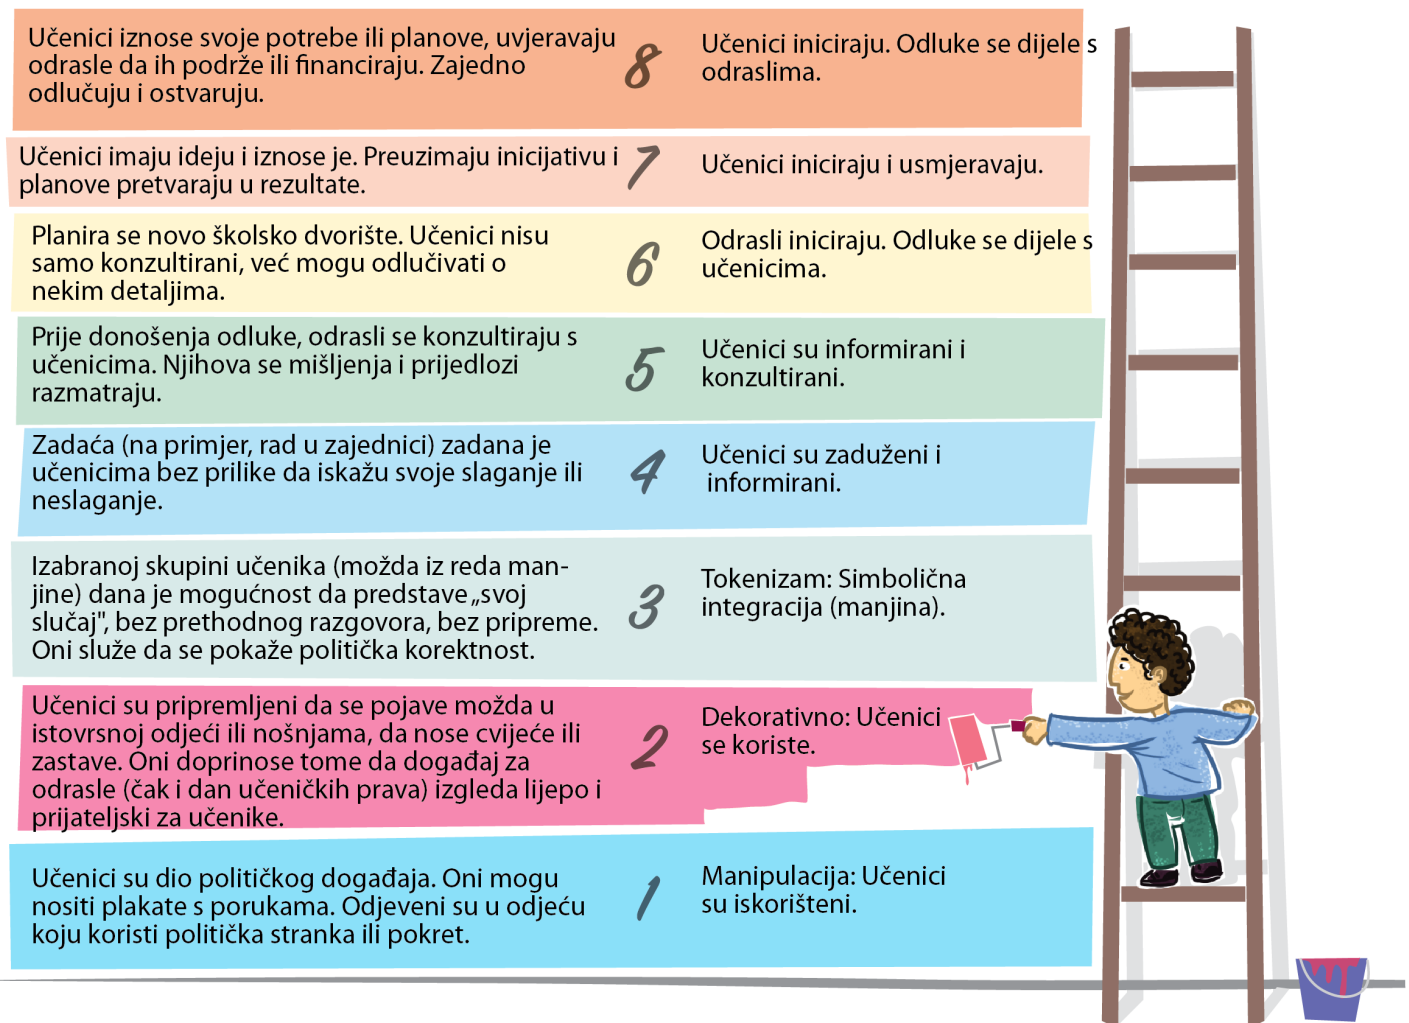 Učenici iznose svoje potrebe ili planove, uvjeravaju
odrasle da ih podrže ili financiraju. Zajedno
odlučuju i ostvaruju.
8
Učenici iniciraju. Odluke se dijele s
odraslima.
Učenici imaju ideju i iznose je. Preuzimaju inicijativu i
planove pretvaraju u rezultate.
7
Učenici iniciraju i usmjeravaju.
Planira se novo školsko dvorište. Učenici nisu
samo konzultirani, već mogu odlučivati o
nekim detaljima.
6
Odrasli iniciraju. Odluke se dijele s
učenicima.
Prije donošenja odluke, odrasli se konzultiraju s
učenicima. Njihova se mišljenja i prijedlozi
razmatraju.
5
Učenici su informirani i
konzultirani.
Zadaća (na primjer, rad u zajednici) zadana je
učenicima bez prilike da iskažu svoje slaganje ili
neslaganje.
4
Učenici su zaduženi i
informirani.
Izabranoj skupini učenika (možda iz reda man-
jine) dana je mogućnost da predstave „svoj
slučaj", bez prethodnog razgovora, bez pripreme.
Oni služe da se pokaže politička korektnost.
3
Tokenizam: Simbolična
integracija (manjina).
Učenici su pripremljeni da se pojave možda u
istovrsnoj odjeći ili nošnjama, da nose cvijeće ili
zastave. Oni doprinose tome da događaj za
odrasle (čak i dan učeničkih prava) izgleda lijepo i
prijateljski za učenike.
2
Dekorativno: Učenici
se koriste.
Učenici su dio političkog događaja. Oni mogu
nositi plakate s porukama. Odjeveni su u odjeću
koju koristi politička stranka ili pokret.
1
Manipulacija: Učenici
su iskorišteni.